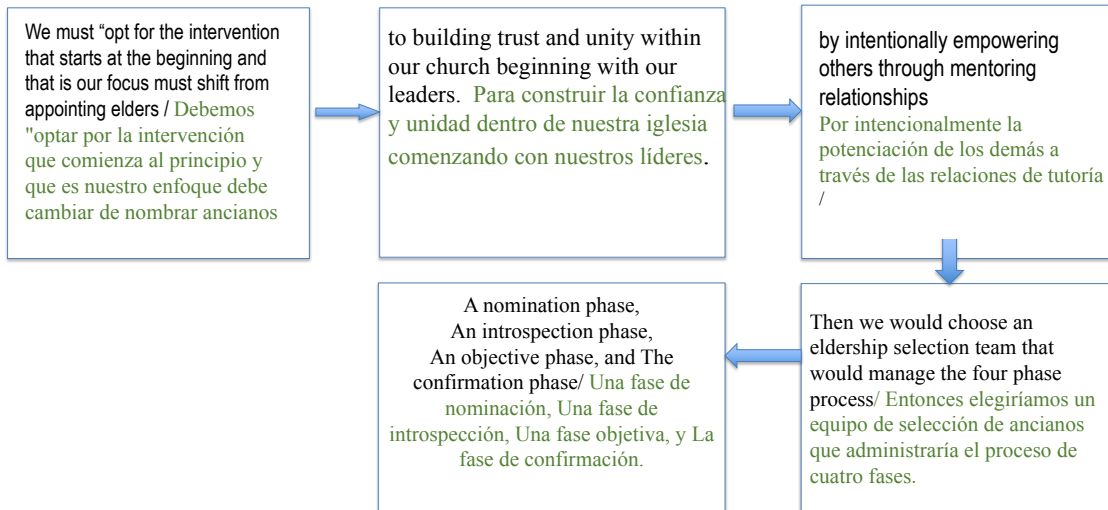 We must “opt for the intervention
that starts at the beginning and
that is our focus must shift from
appointing elders / Debemos
"optar por la intervención
que comienza al principio y
que es nuestro enfoque debe
cambiar de nombrar ancianos
to building trust and unity within
our church beginning with our
leaders. Para construir la confianza
y unidad dentro de nuestra iglesia
comenzando con nuestros líderes.
by intentionally empowering
others through mentoring
relationships
Por intencionalmente la
potenciación de los demás a
través de las relaciones de tutoría
/
Then we would choose an
eldership selection team that
would manage the four phase
process/ Entonces elegiríamos un
equipo de selección de ancianos
que administraría el proceso de
cuatro fases.
A nomination phase,
An introspection phase,
An objective phase, and The
confirmation phase/ Una fase de
nominación, Una fase de
introspección, Una fase objetiva, y La
fase de confirmación.